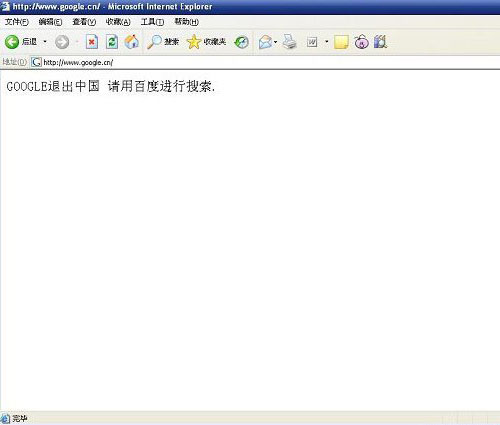 http://www.google.cn/ - Microsoft Internet Explorer
文件(F) 编辑(E) 查看(V) 收藏(A) 工具(T) 帮助(H)
后退 搜索 收藏夹
地址(D) http://www.google.cn/
GOOGLE退出中国 请用百度进行搜索.
完毕